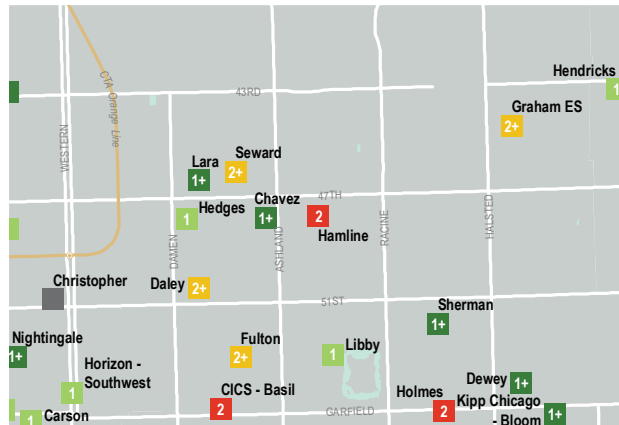 Hendricks
1
43RD
CTA Orange Line
WESTERN
Graham ES
2+
Seward
2+
Lara
1+
47TH
Chavez
1+
Hedges
1
2
Hamline
DAMEN
ASHLAND
RACINE
HALSTED
Christopher
Daley
2+
51ST
Sherman
1+
Nightingale
1+
Fulton
2+
1
Libby
Horizon -
Southwest
1
CICS - Basil
2
Holmes
2
Dewey
1+
Kipp Chicago
- Bloom
1+
GARFIELD
1
Carson